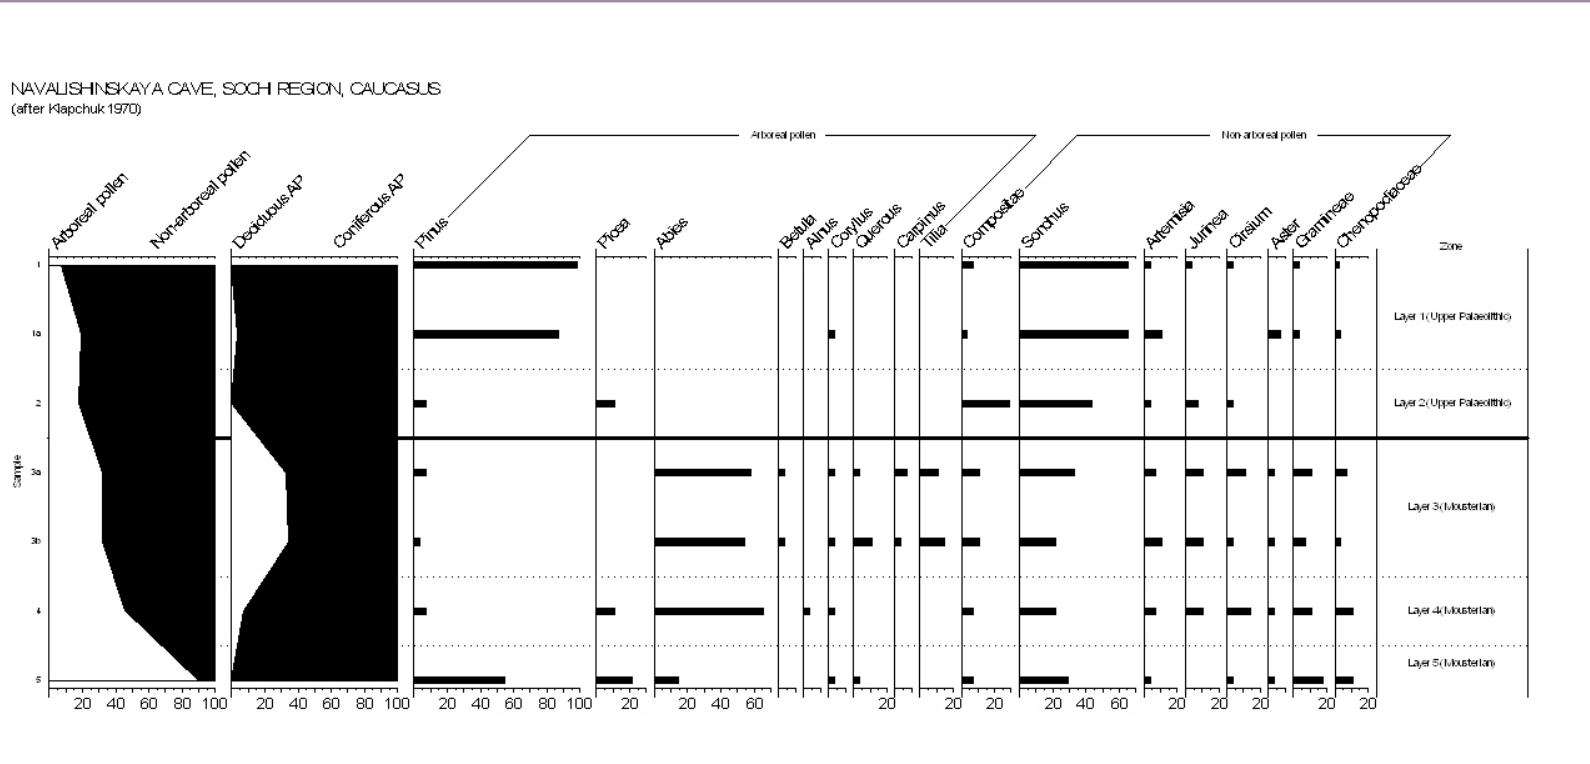 NAVALISHINSKAYA CAVE, SOCHI REGION, CAUCASUS
(after Klapchuk 1970)
Arboreal pollen
Non-arboreal pollen
Arboreal pollen
Non-arboreal pollen
Deciduous AP
Coniferous AP
Pinus
Picea
Abies
Betula
Alnus
Corylus
Quercus
Carpinus
Tilia
Compositae
Sonchus
Artemisia
Jurinea
Cirsium
Aster
Gramineae
Chenopodiaceae
Zone
1
1a
Layer 1 (Upper Palaeolithic)
2
Layer 2 (Upper Palaeolithic)
Sample
3a
Layer 3 (Mousterian)
3b
4
Layer 4 (Mousterian)
5
Layer 5 (Mousterian)
20 40 60 80 100 20 40 60 80 100 20 40 60 80 100 20 20 40 60 20 20 20 20 40 60 20 20 20 20 20